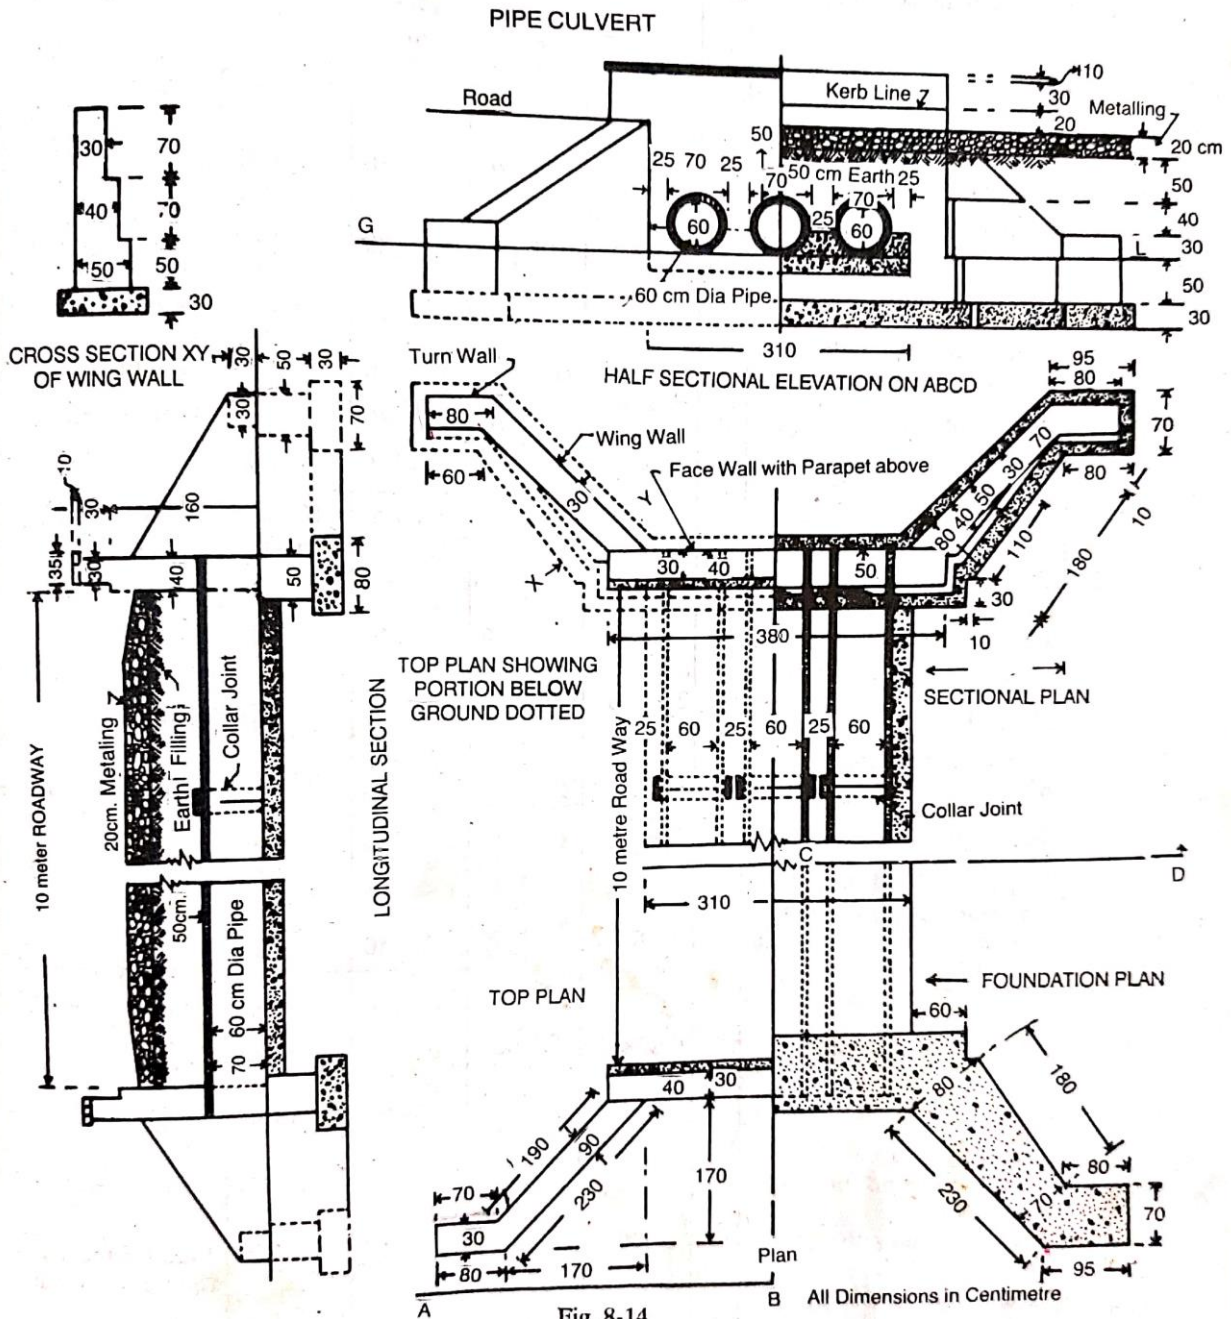 PIPE CULVERT
30
70
40
70
50
50
30
CROSS SECTION XY
OF WING WALL
Road
Kerb Line
10
30
Metalling
20
20 cm
50
50
25 70 25
70
50 cm Earth
70
25
25
60
60
G
L
40
30
50
30
60 cm Dia Pipe
310
HALF SECTIONAL ELEVATION ON ABCD
30
50
30
30
70
10
30
160
35
30
40
50
80
10 meter ROADWAY
20cm. Metaling
Earth Filling
Collar Joint
50cm.
60 cm Dia Pipe
70
LONGITUDINAL SECTION
Turn Wall
80
60
Wing Wall
30
Face Wall with Parapet above
X
Y
30
40
50
95
80
70
80
70
30
50
40
80
110
180
10
30
10
380
TOP PLAN SHOWING
PORTION BELOW
GROUND DOTTED
SECTIONAL PLAN
10 metre Road Way
25
60
25
60
25
60
Collar Joint
C
D
310
TOP PLAN
FOUNDATION PLAN
60
40
30
190
90
230
170
70
30
80
170
80
180
80
230
70
70
95
Plan
A
B
All Dimensions in Centimetre
Fig. 8-14